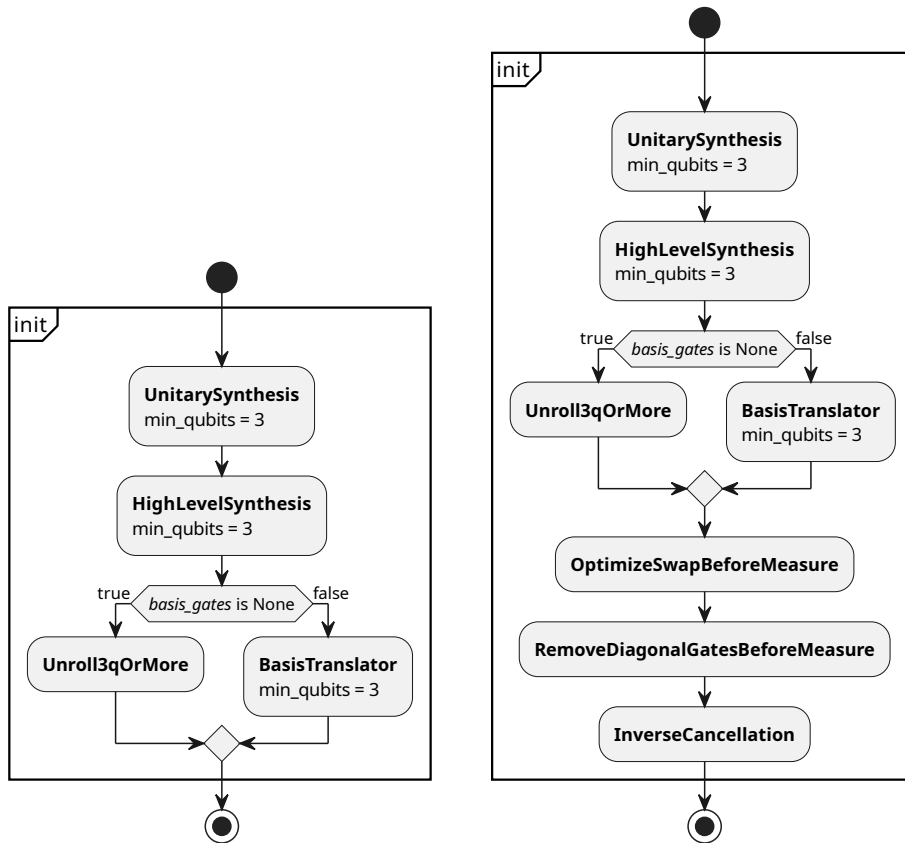 init
UnitarySynthesis
min_qubits = 3
HighLevelSynthesis
min_qubits = 3
true
basis_gates is None
false
Unroll3qOrMore
BasisTranslator
min_qubits = 3
init
UnitarySynthesis
min_qubits = 3
HighLevelSynthesis
min_qubits = 3
true
basis_gates is None
false
Unroll3qOrMore
BasisTranslator
min_qubits = 3
OptimizeSwapBeforeMeasure
RemoveDiagonalGatesBeforeMeasure
InverseCancellation